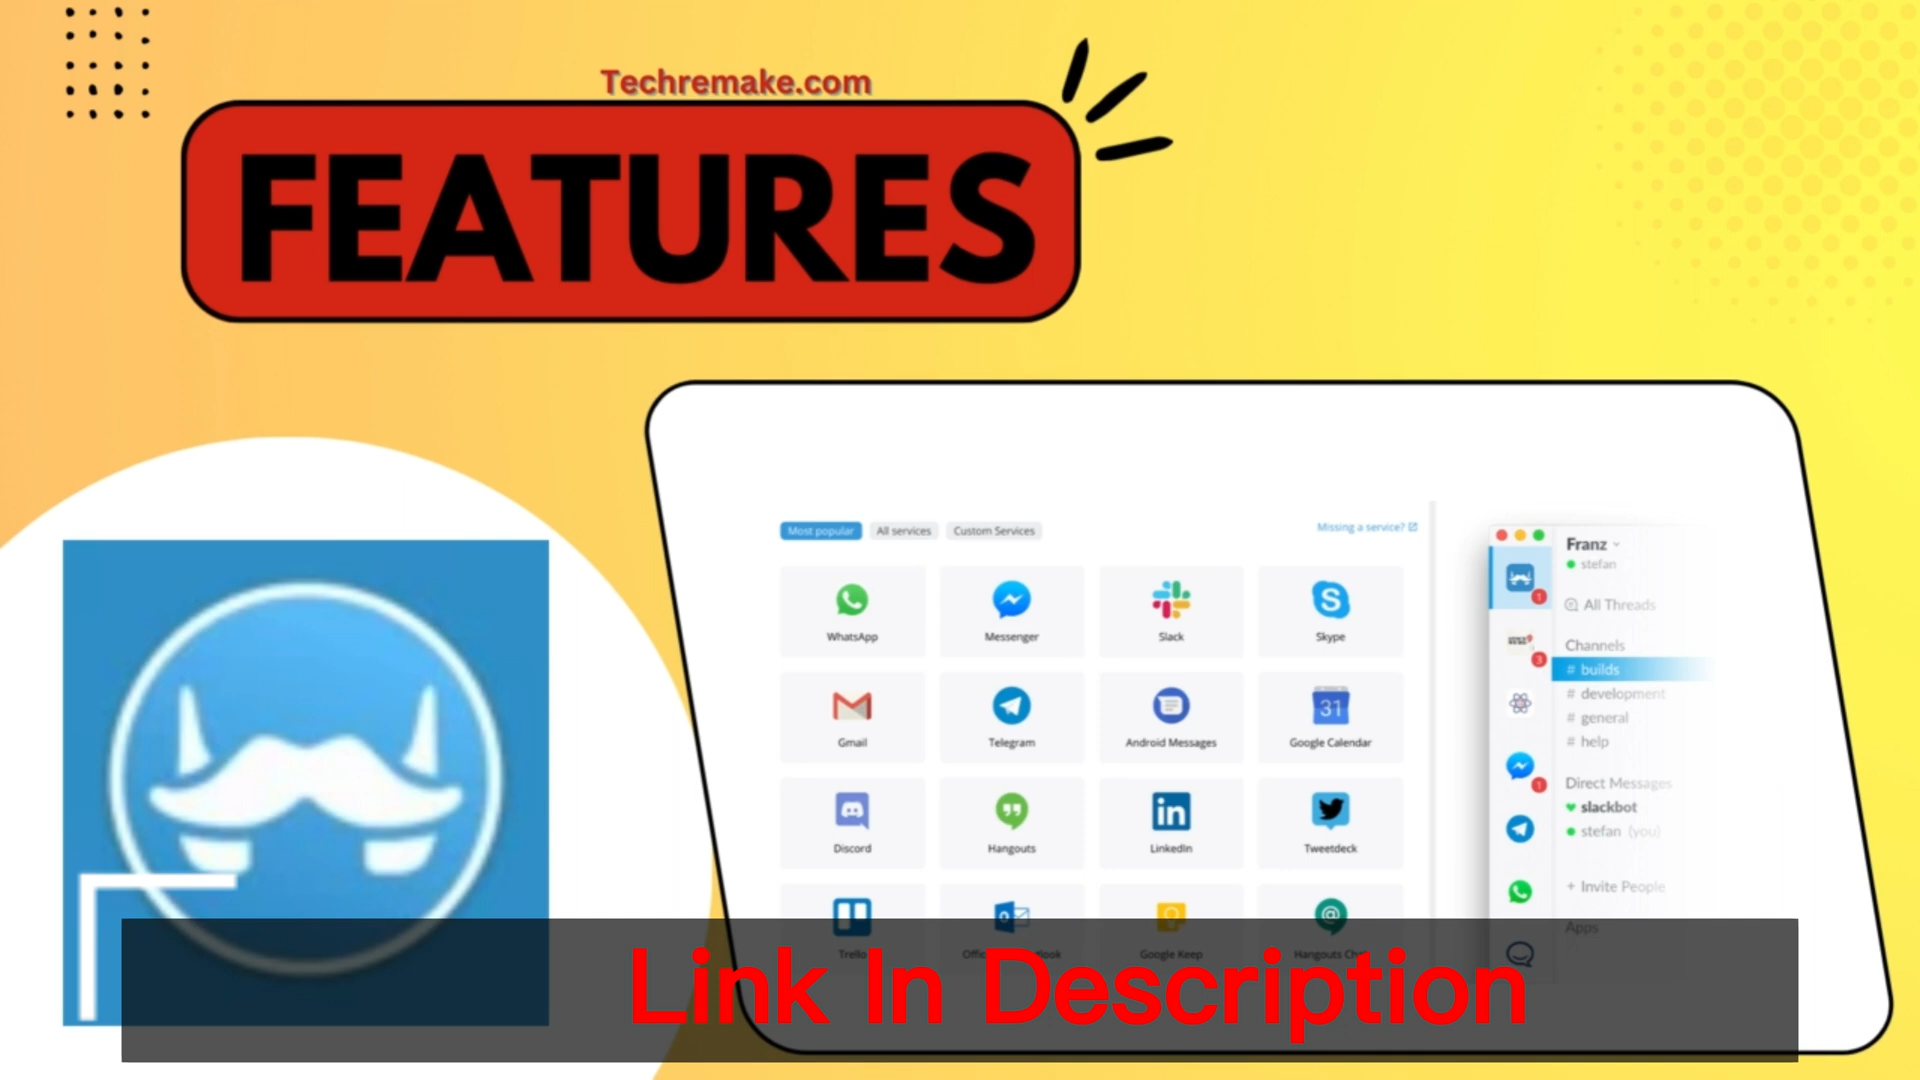 Techremake.com
FEATURES
Most popular All services Custom Services
Missing a service?
WhatsApp Messenger Slack Skype
Gmail Telegram Android Messages Google Calendar
31
Discord Hangouts LinkedIn Tweetdeck
Trello Google Keep
Franz
stefan
All Threads
Channels
# builds
# development
# general
# help
Direct Messages
slackbot
stefan (you)
+ Invite People
Apps
Link In Description